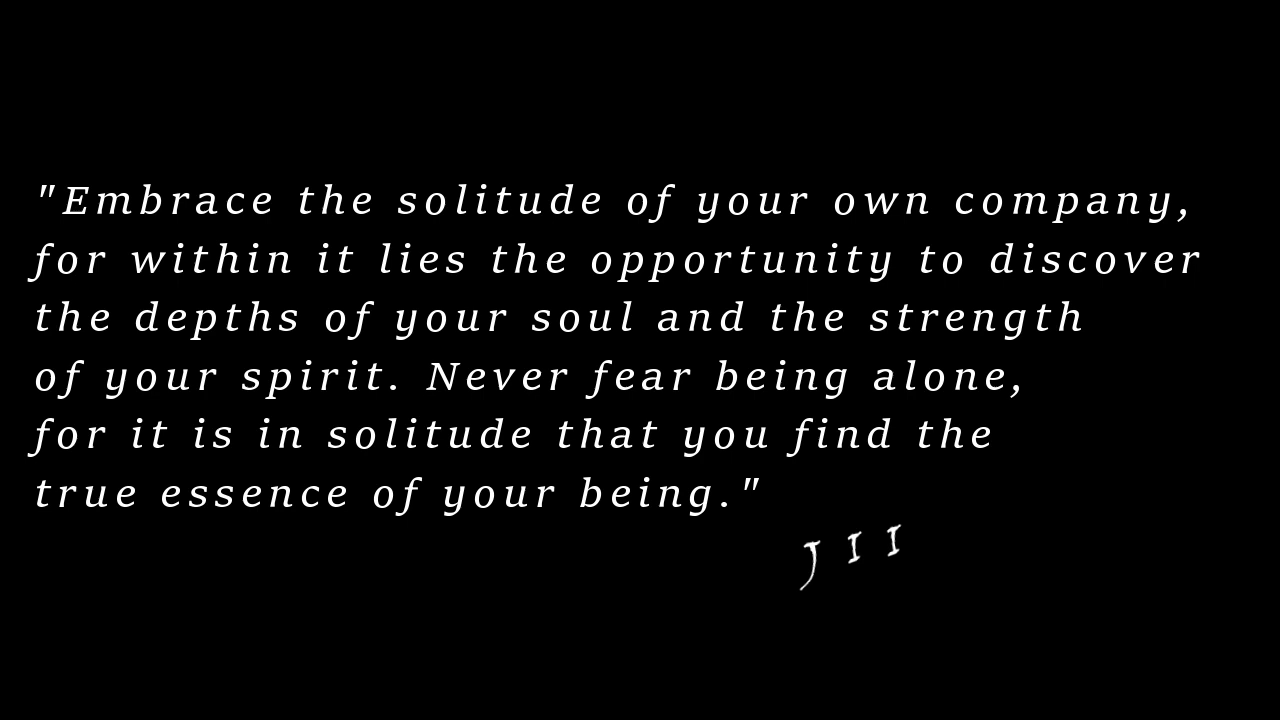 "Embrace the solitude of your own company,
for within it lies the opportunity to discover
the depths of your soul and the strength
of your spirit. Never fear being alone,
for it is in solitude that you find the
true essence of your being."
J I I